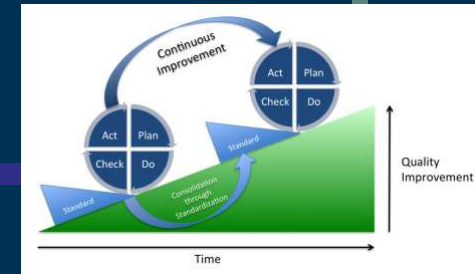 Continuous
Improvement
Act
Plan
Check
Do
Act
Plan
Check
Do
Standard
Standard
Consolidation
through
Standardization
Quality
Improvement
Time